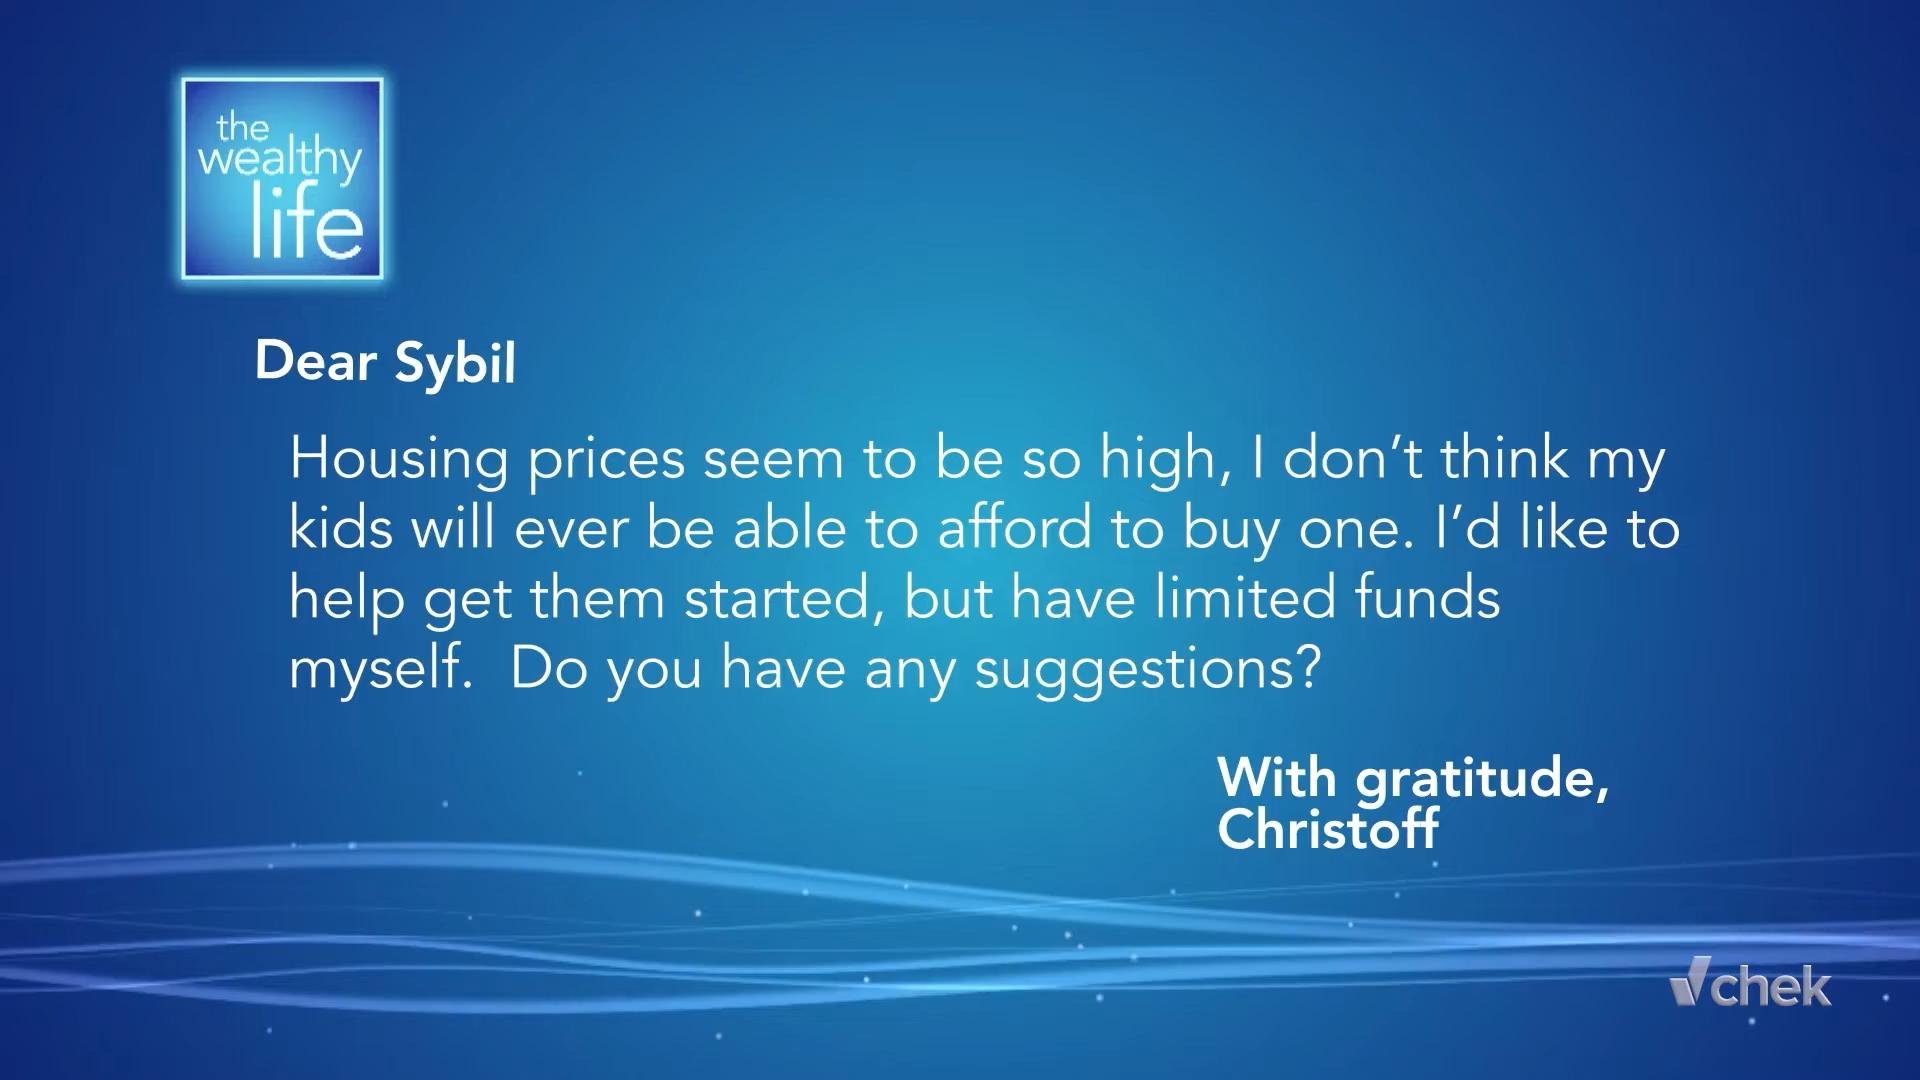 the
wealthy
life
Dear Sybil
Housing prices seem to be so high, I don’t think my
kids will ever be able to afford to buy one. I’d like to
help get them started, but have limited funds
myself.  Do you have any suggestions?
With gratitude,
Christoff
chek